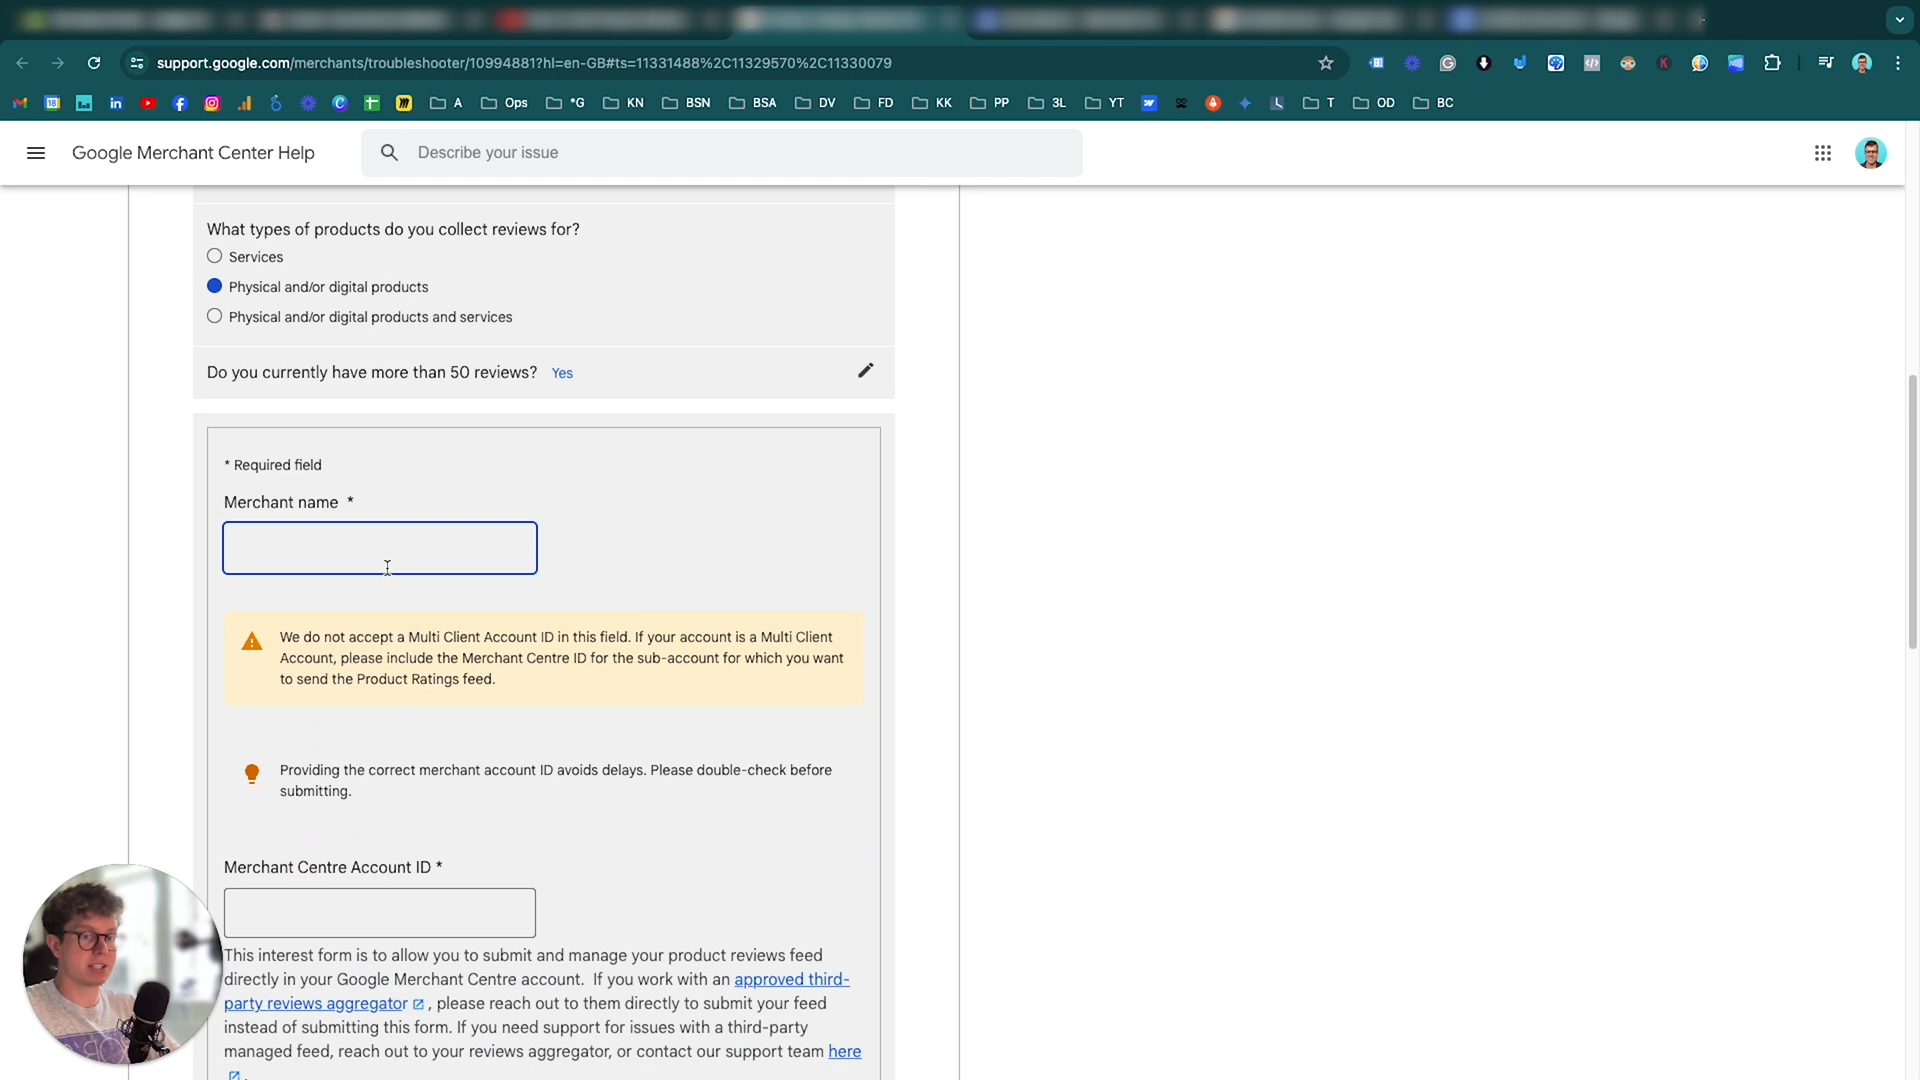 support.google.com/merchants/troubleshooter/10994881?hl=en-GB#ts=11331488%2C11329570%2C11330079
A
Ops
*G
KN
BSN
BSA
DV
FD
KK
PP
3L
YT
T
OD
BC
Google Merchant Center Help
Describe your issue
What types of products do you collect reviews for?
Services
Physical and/or digital products
Physical and/or digital products and services
Do you currently have more than 50 reviews? Yes
* Required field
Merchant name *
We do not accept a Multi Client Account ID in this field. If your account is a Multi Client
Account, please include the Merchant Centre ID for the sub-account for which you want
to send the Product Ratings feed.
Providing the correct merchant account ID avoids delays. Please double-check before
submitting.
Merchant Centre Account ID *
This interest form is to allow you to submit and manage your product reviews feed
directly in your Google Merchant Centre account. If you work with an approved third-
party reviews aggregator , please reach out to them directly to submit your feed
instead of submitting this form. If you need support for issues with a third-party
managed feed, reach out to your reviews aggregator, or contact our support team here
.